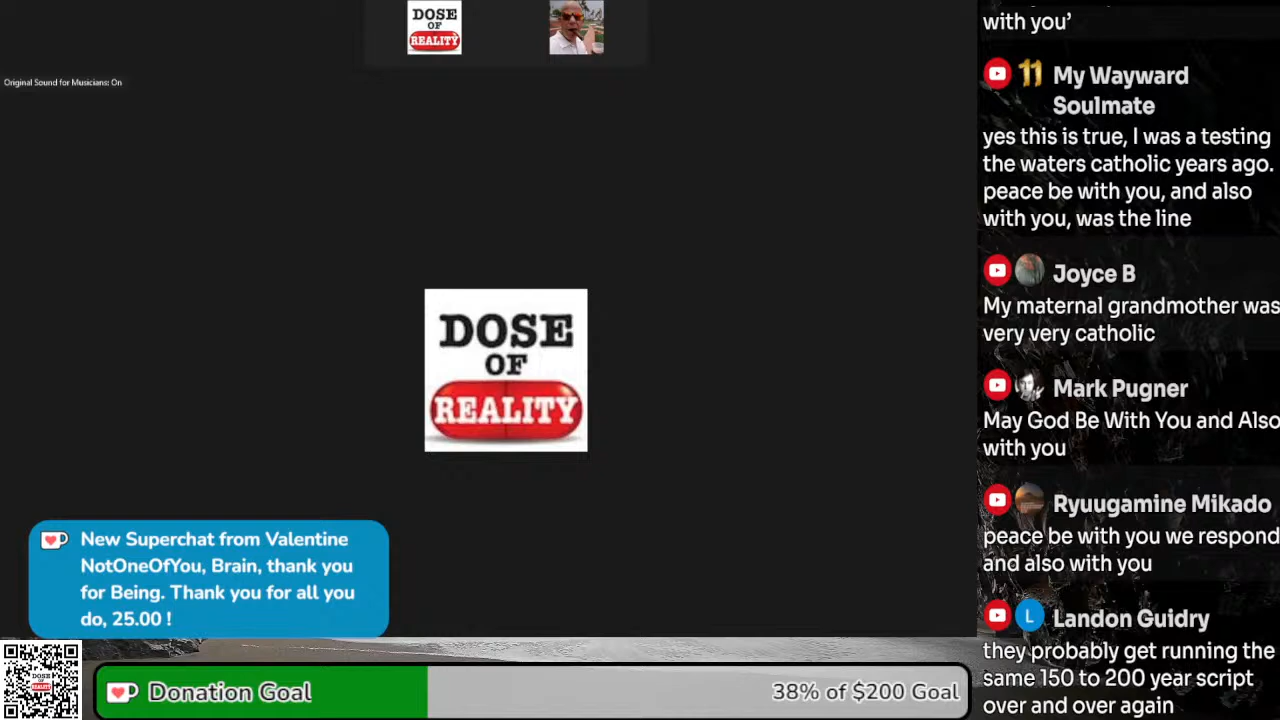 DOSE
OF
REALITY
Original Sound for Musicians: On
DOSE
OF
REALITY
New Superchat from Valentine
NotOneOfYou, Brain, thank you
for Being. Thank you for all you
do, 25.00 !
DOSE
OF
REALITY
Donation Goal
38% of $200 Goal
with you’
My Wayward
Soulmate
yes this is true, I was a testing
the waters catholic years ago.
peace be with you, and also
with you, was the line
Joyce B
My maternal grandmother was
very very catholic
Mark Pugner
May God Be With You and Also
with you
Ryuugamine Mikado
peace be with you we respond
and also with you
L
Landon Guidry
they probably get running the
same 150 to 200 year script
over and over again